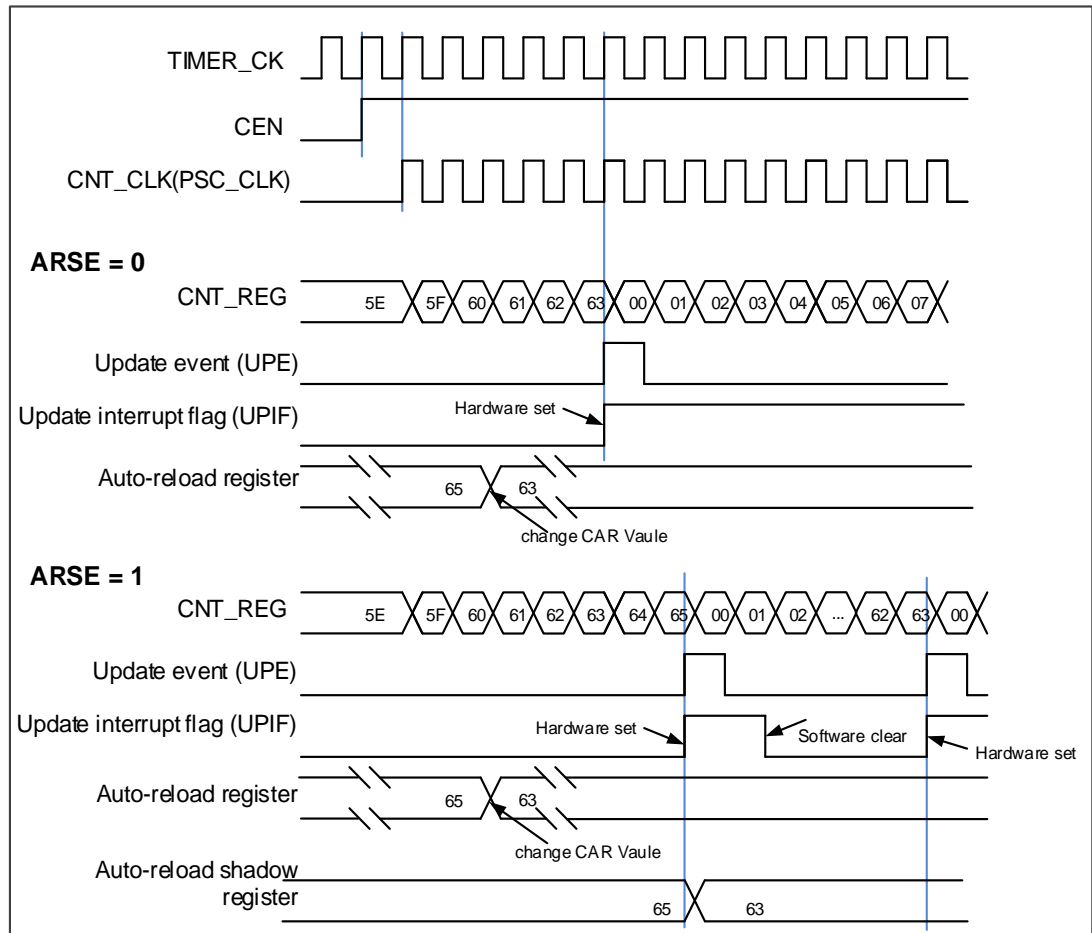 TIMER_CK
CEN
CNT_CLK(PSC_CLK)
ARSE = 0
CNT_REG 5E 5F 60 61 62 63 00 01 02 03 04 05 06 07
Update event (UPE)
Update interrupt flag (UPIF) Hardware set
Auto-reload register 65 63
change CAR Vaule
ARSE = 1
CNT_REG 5E 5F 60 61 62 63 64 65 00 01 02 ... 62 63 00
Update event (UPE)
Update interrupt flag (UPIF) Hardware set Software clear Hardware set
Auto-reload register 65 63
change CAR Vaule
Auto-reload shadow
register 65 63